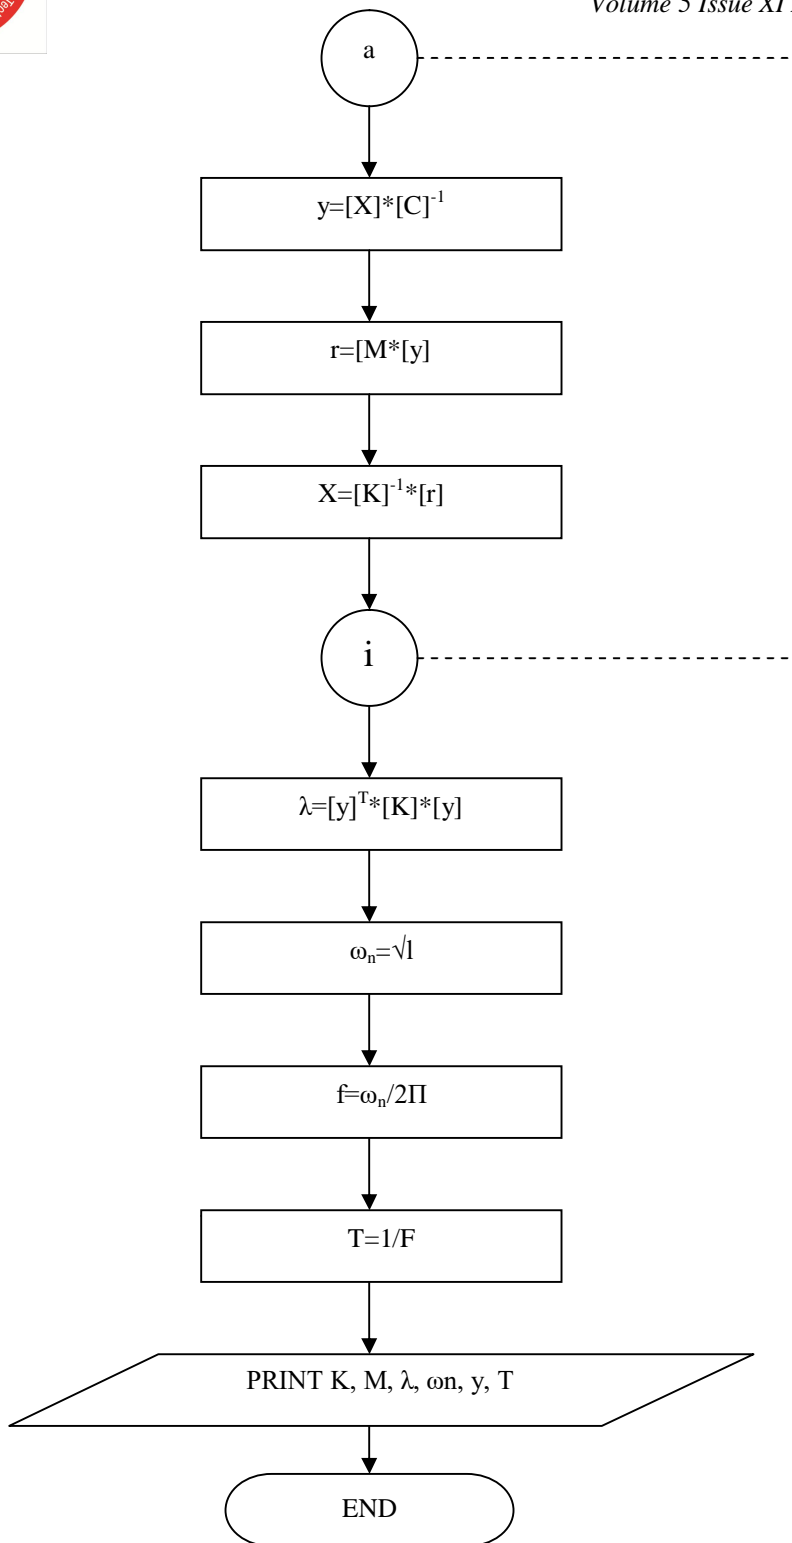 Volume 5 Issue XI
a
y=[X]*[C]⁻¹
r=[M*[y]
X=[K]⁻¹*[r]
i
λ=[y]ᵀ*[K]*[y]
ωₙ=√l
f=ωₙ/2Π
T=1/F
PRINT K, M, λ, ωn, y, T
END